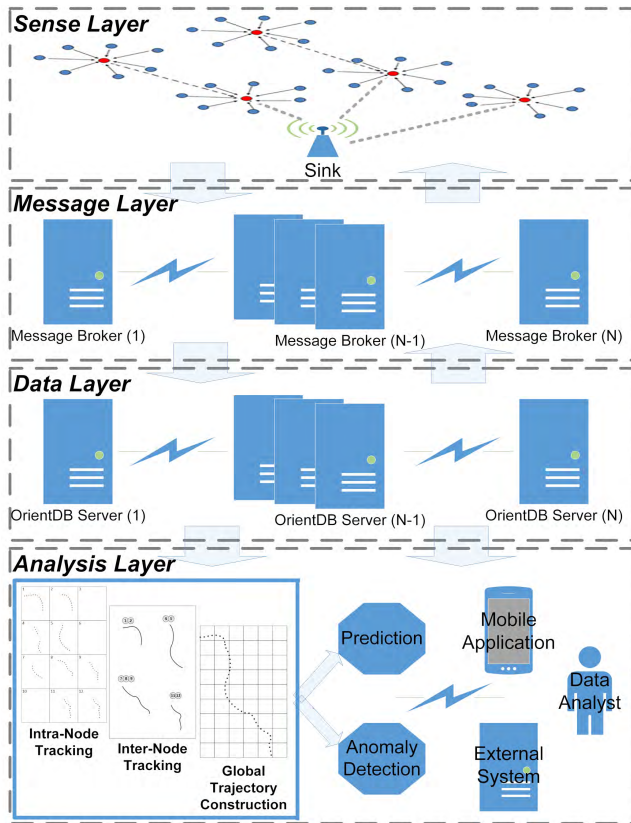 Sense Layer
Sink
Message Layer
Message Broker (1)
Message Broker (N-1)
Message Broker (N)
Data Layer
OrientDB Server (1)
OrientDB Server (N-1)
OrientDB Server (N)
Analysis Layer
Intra-Node
Tracking
Inter-Node
Tracking
Global
Trajectory
Construction
Prediction
Anomaly
Detection
Mobile
Application
External
System
Data
Analyst